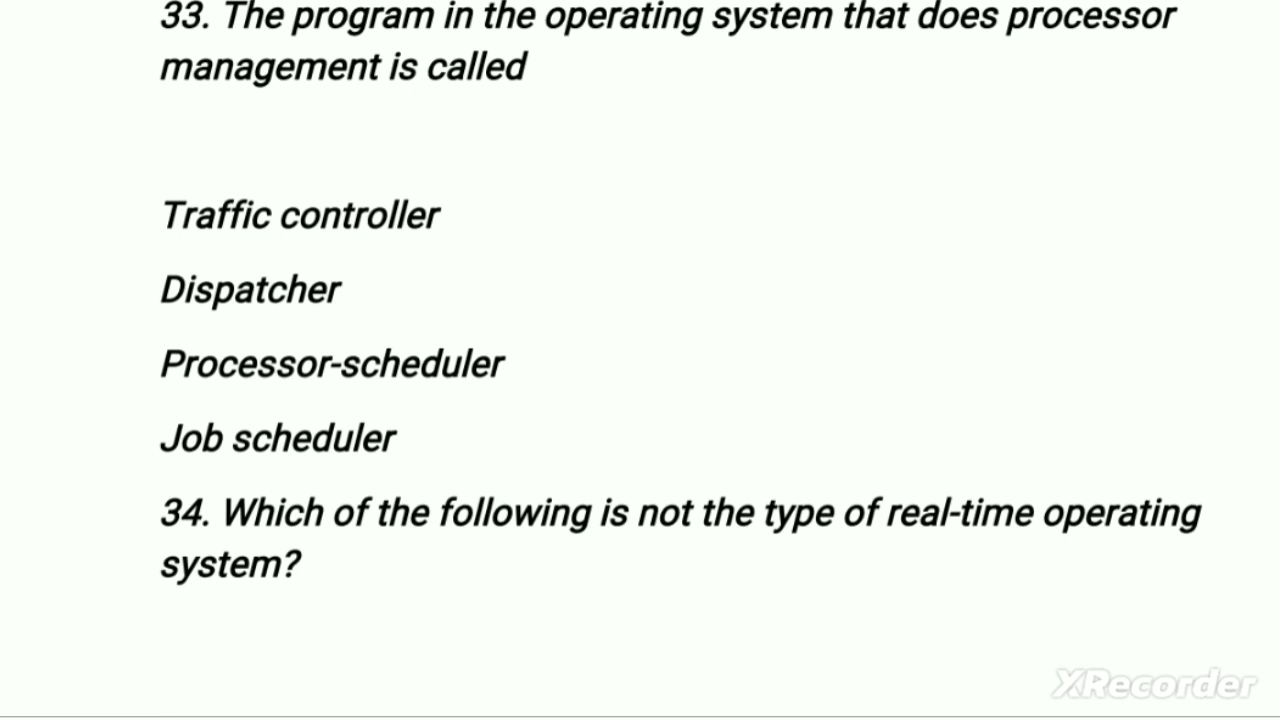 33. The program in the operating system that does processor
management is called
Traffic controller
Dispatcher
Processor-scheduler
Job scheduler
34. Which of the following is not the type of real-time operating
system?
XRecorder